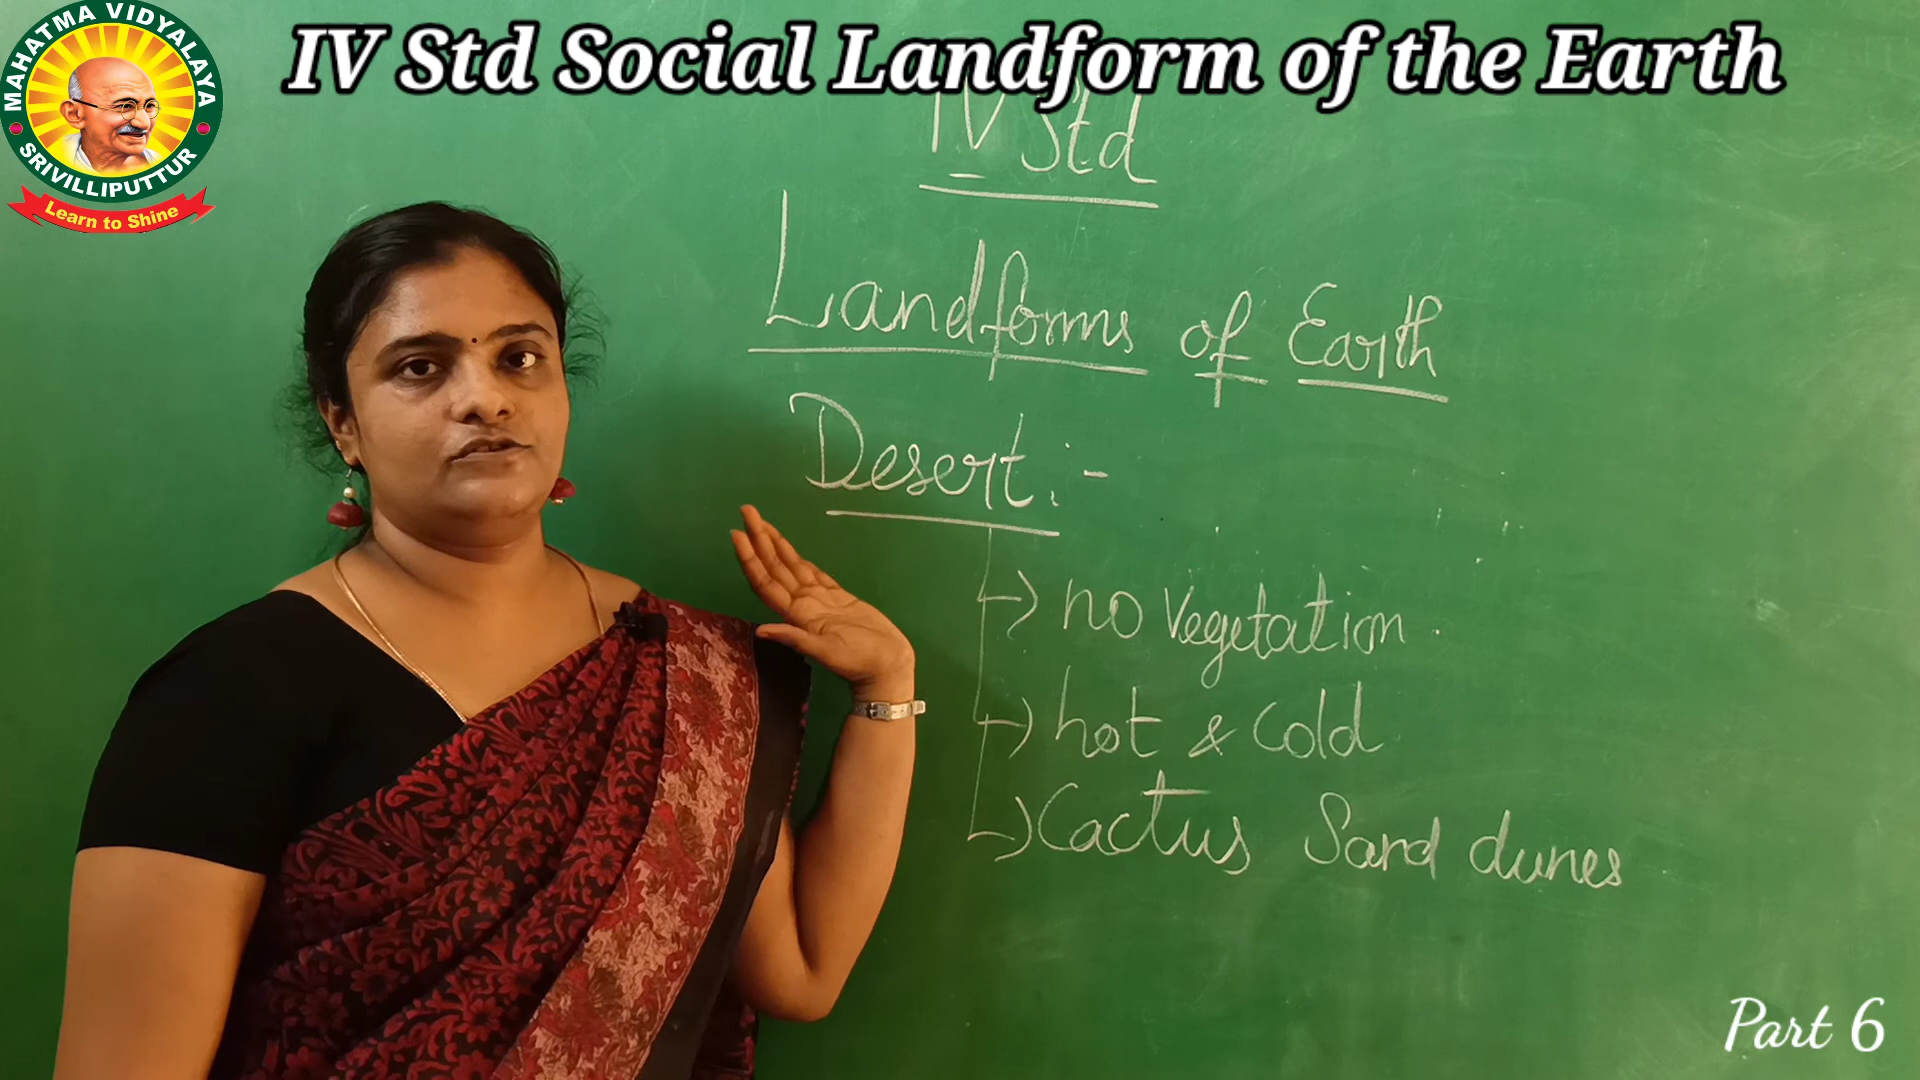 MAHATMA VIDYALAYA
SRIVILLIPUTTUR
Learn to Shine
IV Std Social Landform of the Earth
IV Std
Landforms of Earth
Desert :-
→ no Vegetation.
→ hot & Cold
→ Cactus Sand dunes
Part 6